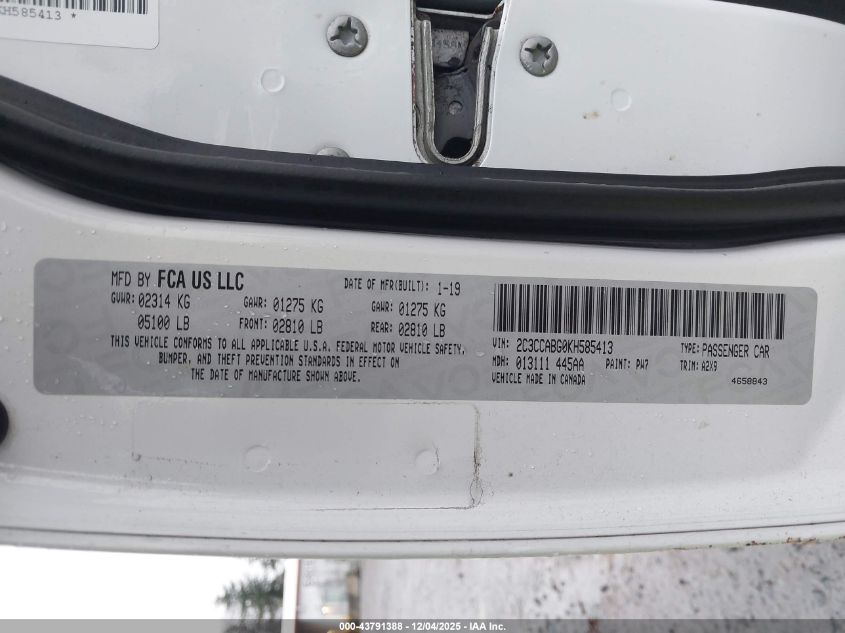 KH585413 *
MFD BY FCA US LLC DATE OF MFR(BUILT): 1-19
GVWR: 02314 KG GAWR: 01275 KG GAWR: 01275 KG
05100 LB FRONT: 02810 LB REAR: 02810 LB
THIS VEHICLE CONFORMS TO ALL APPLICABLE U.S.A. FEDERAL MOTOR VEHICLE SAFETY,
BUMPER, AND THEFT PREVENTION STANDARDS IN EFFECT ON
THE DATE OF MANUFACTURE SHOWN ABOVE.
VIN: 2C3CCABG0KH585413 TYPE: PASSENGER CAR
MDH: 013111 445AA PAINT: PW7 TRIM: A2X9
VEHICLE MADE IN CANADA 4658843
000-43791388 - 12/04/2025 - IAA Inc.